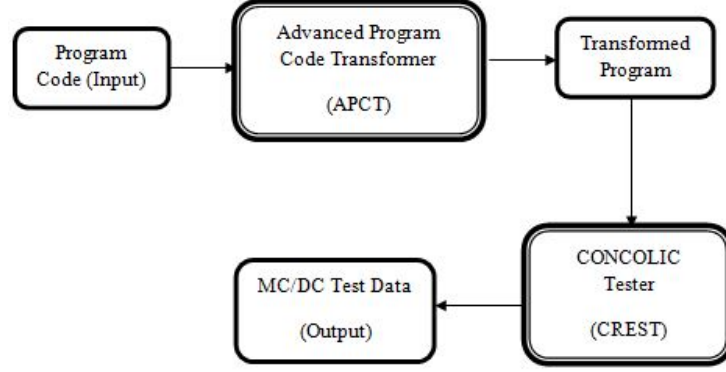 Program
Code (Input)
Advanced Program
Code Transformer
(APCT)
Transformed
Program
CONCOLIC
Tester
(CREST)
MC/DC Test Data
(Output)